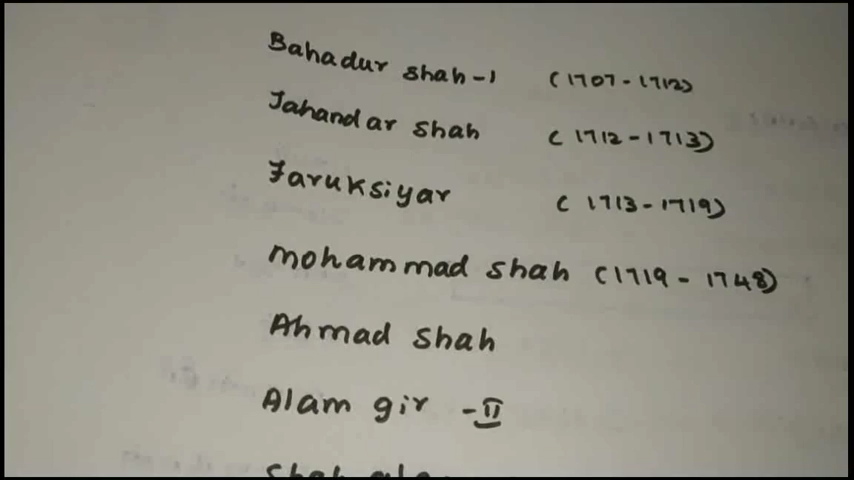 Bahadur shah-1 (1707-1712)
Jahandar shah (1712-1713)
Faruksiyar (1713-1719)
mohammad shah (1719-1748)
Ahmad shah
Alam gir -II